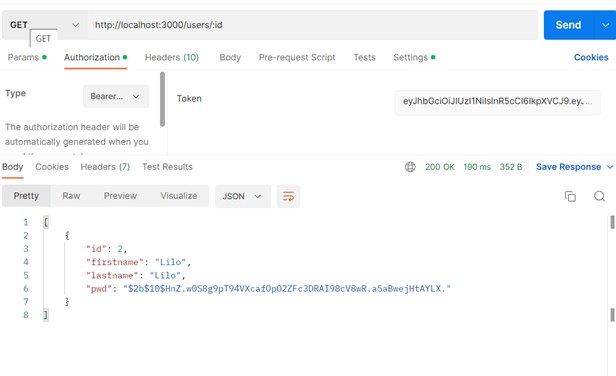 GET http://localhost:3000/users/:id Send
GET
Params Authorization Headers (10) Body Pre-request Script Tests Settings Cookies
Type Bearer... Token eyJhbGciOiJIUzI1NiIsInR5cCI6IkpXVCJ9.ey...
The authorization header will be
automatically generated when you
Body Cookies Headers (7) Test Results 200 OK 190 ms 352 B Save Response
Pretty Raw Preview Visualize JSON
1 [
2 {
3 "id": 2,
4 "firstname": "Lilo",
5 "lastname": "Lilo",
6 "pwd": "$2b$10$HnZ.w0S8g9pT94VXcafOpO2ZFc3DRAI98cV8wR.a5aBwejHtAYLX."
7 }
8 ]